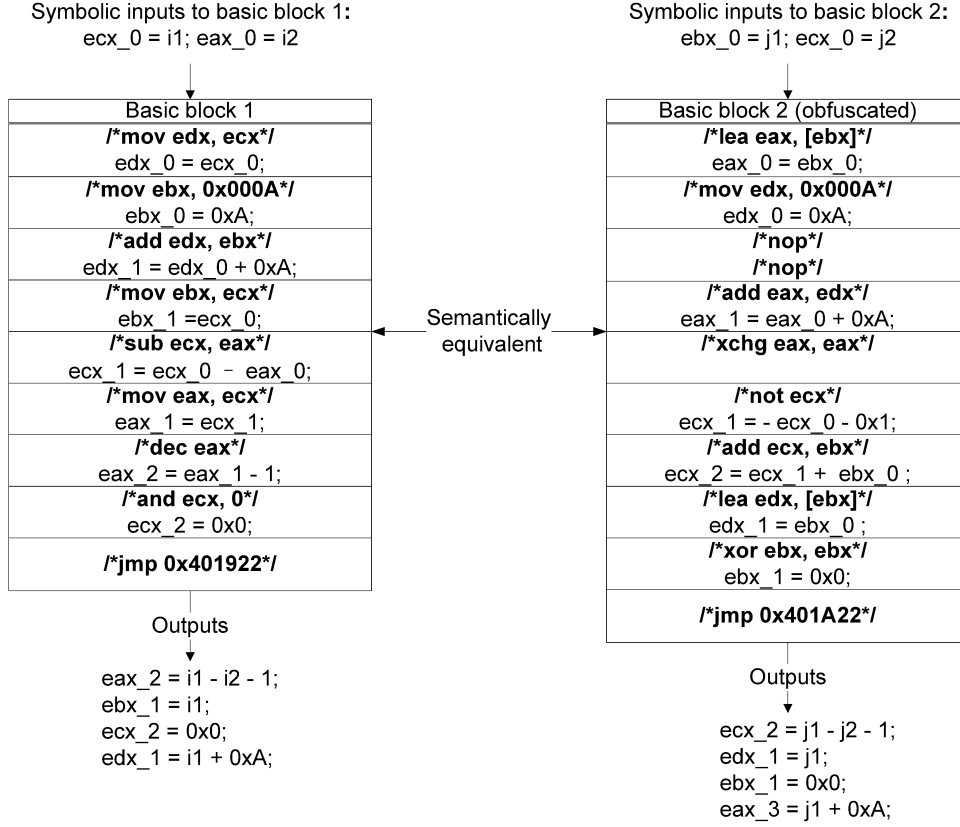 Symbolic inputs to basic block 1:
ecx_0 = i1; eax_0 = i2
Basic block 1
/*mov edx, ecx*/
edx_0 = ecx_0;
/*mov ebx, 0x000A*/
ebx_0 = 0xA;
/*add edx, ebx*/
edx_1 = edx_0 + 0xA;
/*mov ebx, ecx*/
ebx_1 =ecx_0;
/*sub ecx, eax*/
ecx_1 = ecx_0 - eax_0;
/*mov eax, ecx*/
eax_1 = ecx_1;
/*dec eax*/
eax_2 = eax_1 - 1;
/*and ecx, 0*/
ecx_2 = 0x0;
/*jmp 0x401922*/
Outputs
eax_2 = i1 - i2 - 1;
ebx_1 = i1;
ecx_2 = 0x0;
edx_1 = i1 + 0xA;
Semantically
equivalent
Symbolic inputs to basic block 2:
ebx_0 = j1; ecx_0 = j2
Basic block 2 (obfuscated)
/*lea eax, [ebx]*/
eax_0 = ebx_0;
/*mov edx, 0x000A*/
edx_0 = 0xA;
/*nop*/
/*nop*/
/*add eax, edx*/
eax_1 = eax_0 + 0xA;
/*xchg eax, eax*/
/*not ecx*/
ecx_1 = - ecx_0 - 0x1;
/*add ecx, ebx*/
ecx_2 = ecx_1 + ebx_0 ;
/*lea edx, [ebx]*/
edx_1 = ebx_0 ;
/*xor ebx, ebx*/
ebx_1 = 0x0;
/*jmp 0x401A22*/
Outputs
ecx_2 = j1 - j2 - 1;
edx_1 = j1;
ebx_1 = 0x0;
eax_3 = j1 + 0xA;